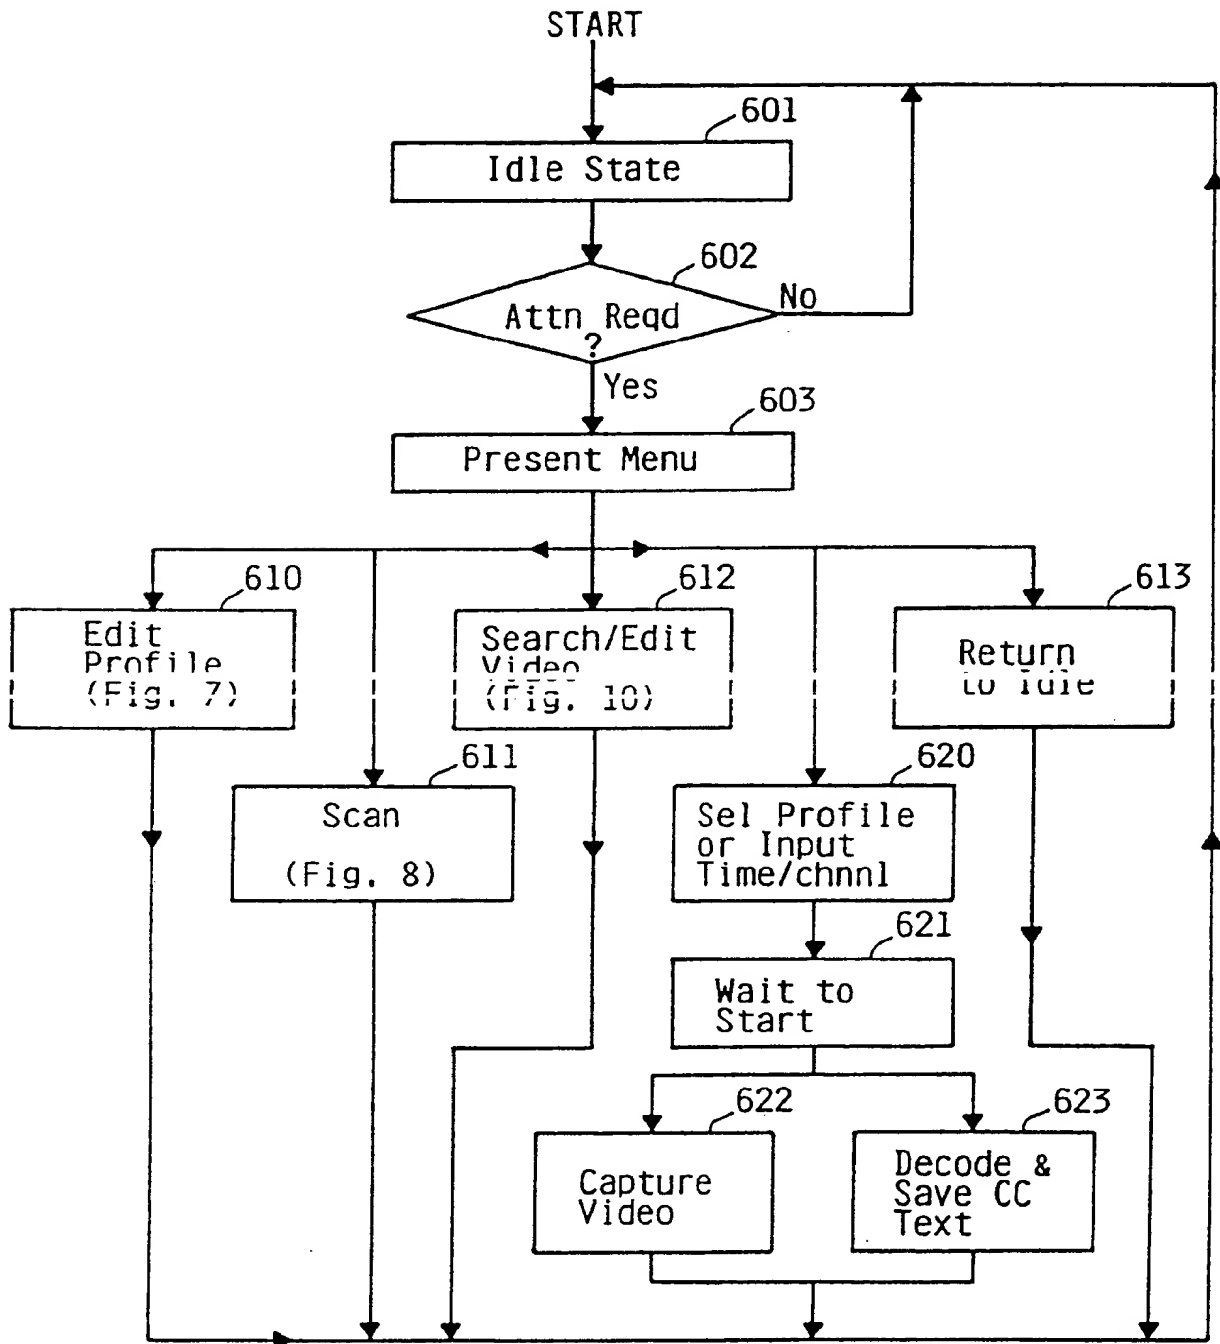 START
601
Idle State
602
Attn Reqd
?
No
Yes
603
Present Menu
610
612
613
Edit
Profile
(Fig. 7)
Search/Edit
Video
(Fig. 10)
Return
to Idle
611
620
Scan
(Fig. 8)
Sel Profile
or Input
Time/chnnl
621
Wait to
Start
622
623
Capture
Video
Decode &
Save CC
Text